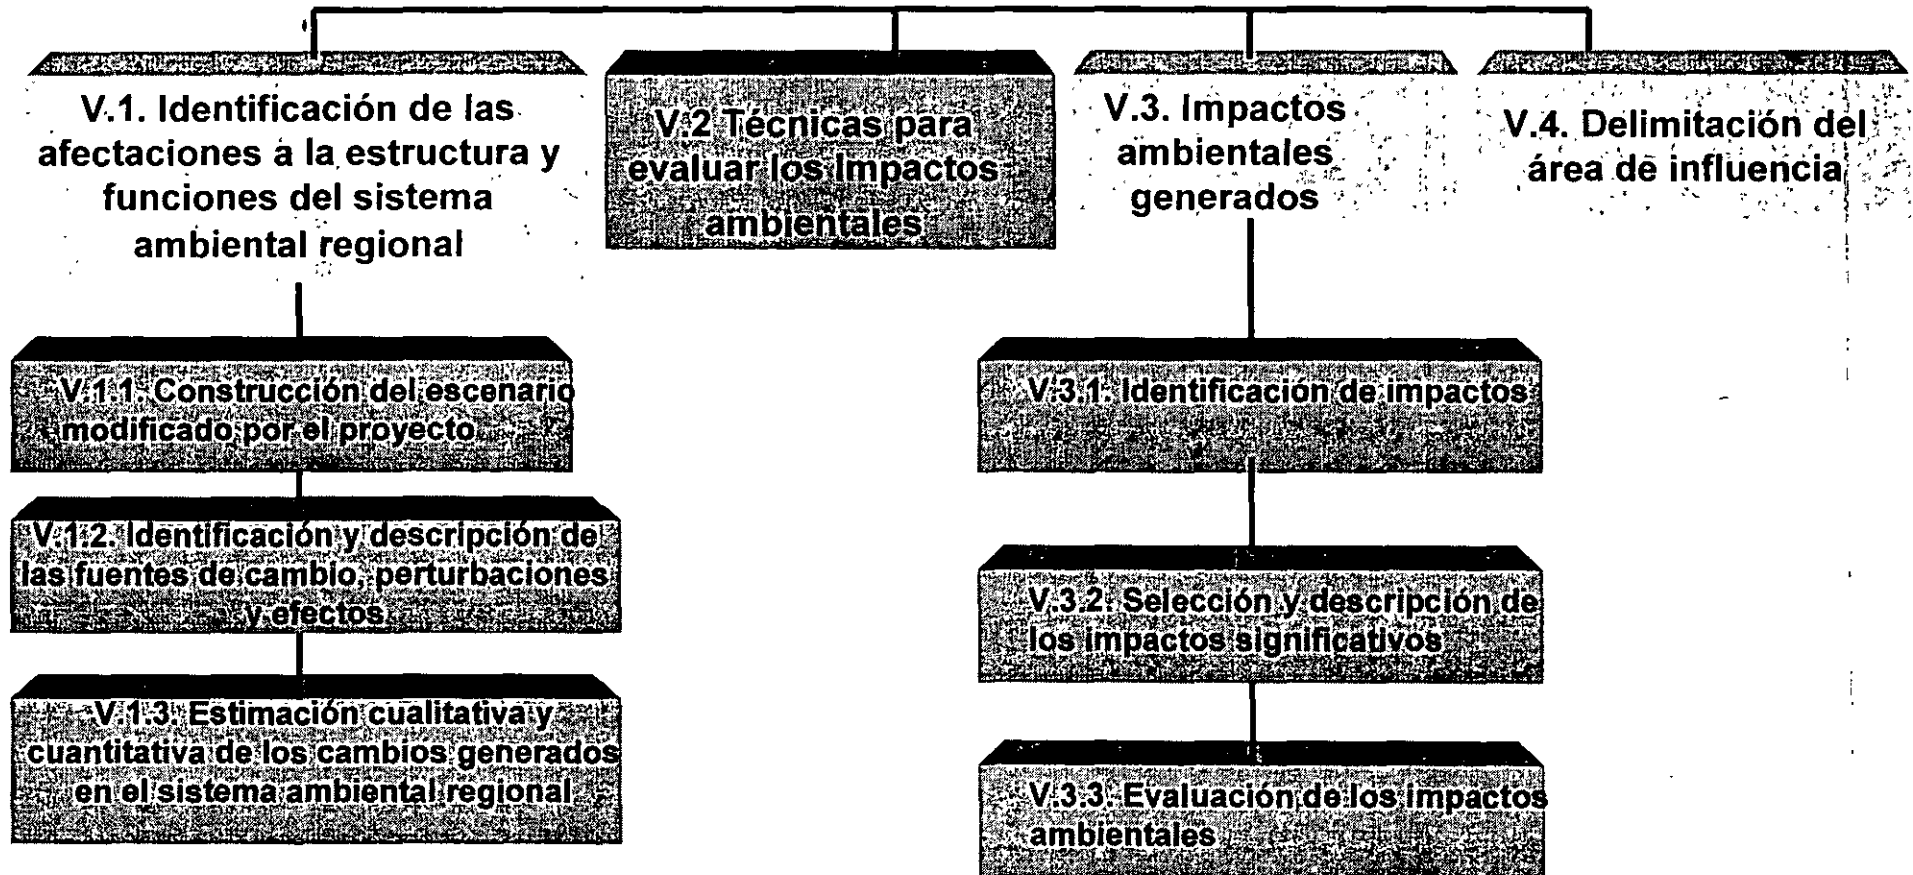 V.1. Identificación de las
afectaciones a la estructura y
funciones del sistema
ambiental regional
V.2 Técnicas para
evaluar los Impactos
ambientales
V.3. Impactos
ambientales
generados
V.4. Delimitación del
área de influencia
V.1.1. Construcción del escenario
modificado por el proyecto
V.1.2. Identificación y descripción de
las fuentes de cambio, perturbaciones
y efectos
V.1.3. Estimación cualitativa y
cuantitativa de los cambios generados
en el sistema ambiental regional
V.3.1. Identificación de impactos
V.3.2. Selección y descripción de
los impactos significativos
V.3.3. Evaluación de los impactos
ambientales